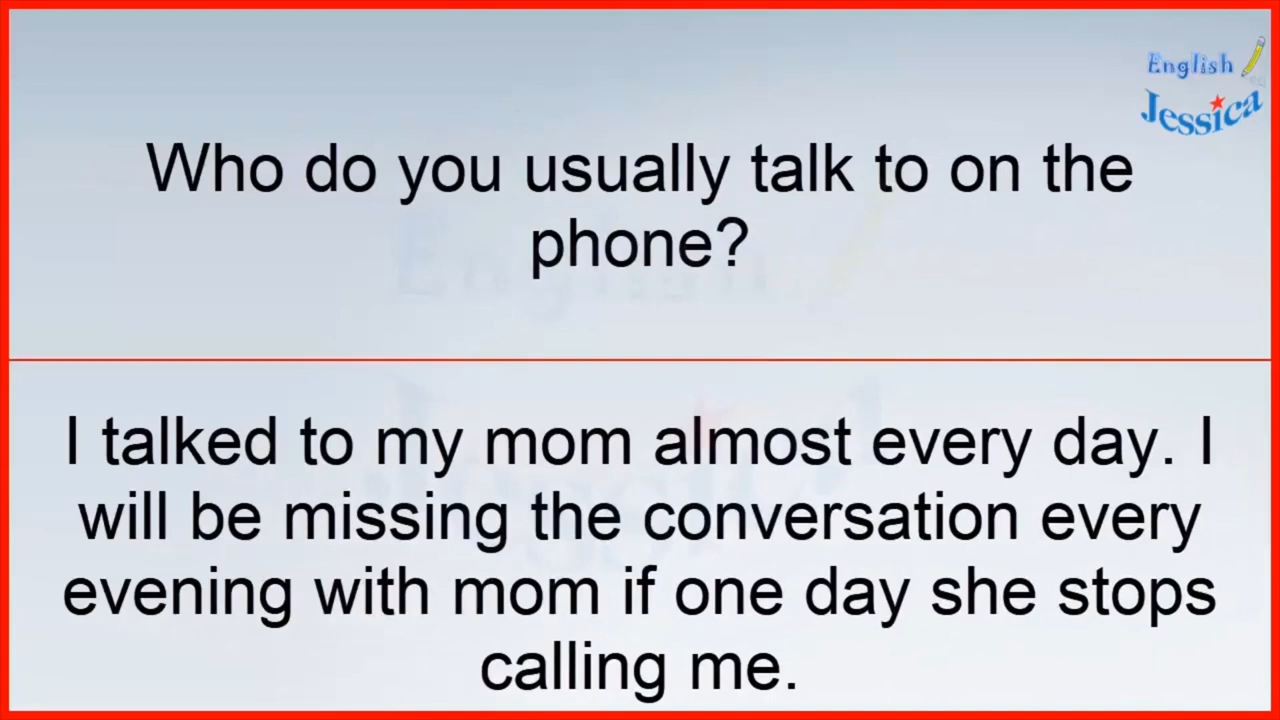 English
Jessica
Who do you usually talk to on the
phone?
I talked to my mom almost every day. I
will be missing the conversation every
evening with mom if one day she stops
calling me.